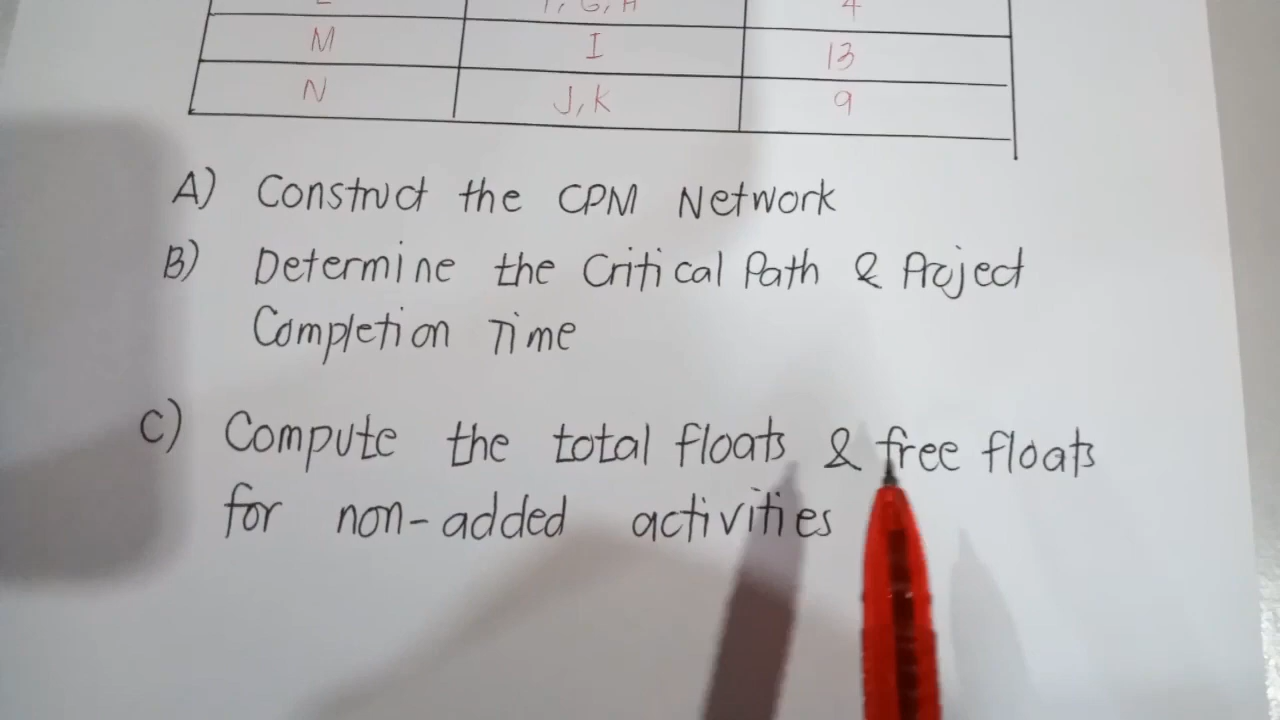 M I 13
N J, K 9
A) Construct the CPM Network
B) Determine the Critical Path & Project
Completion Time
C) Compute the total floats & free floats
for non-added activities